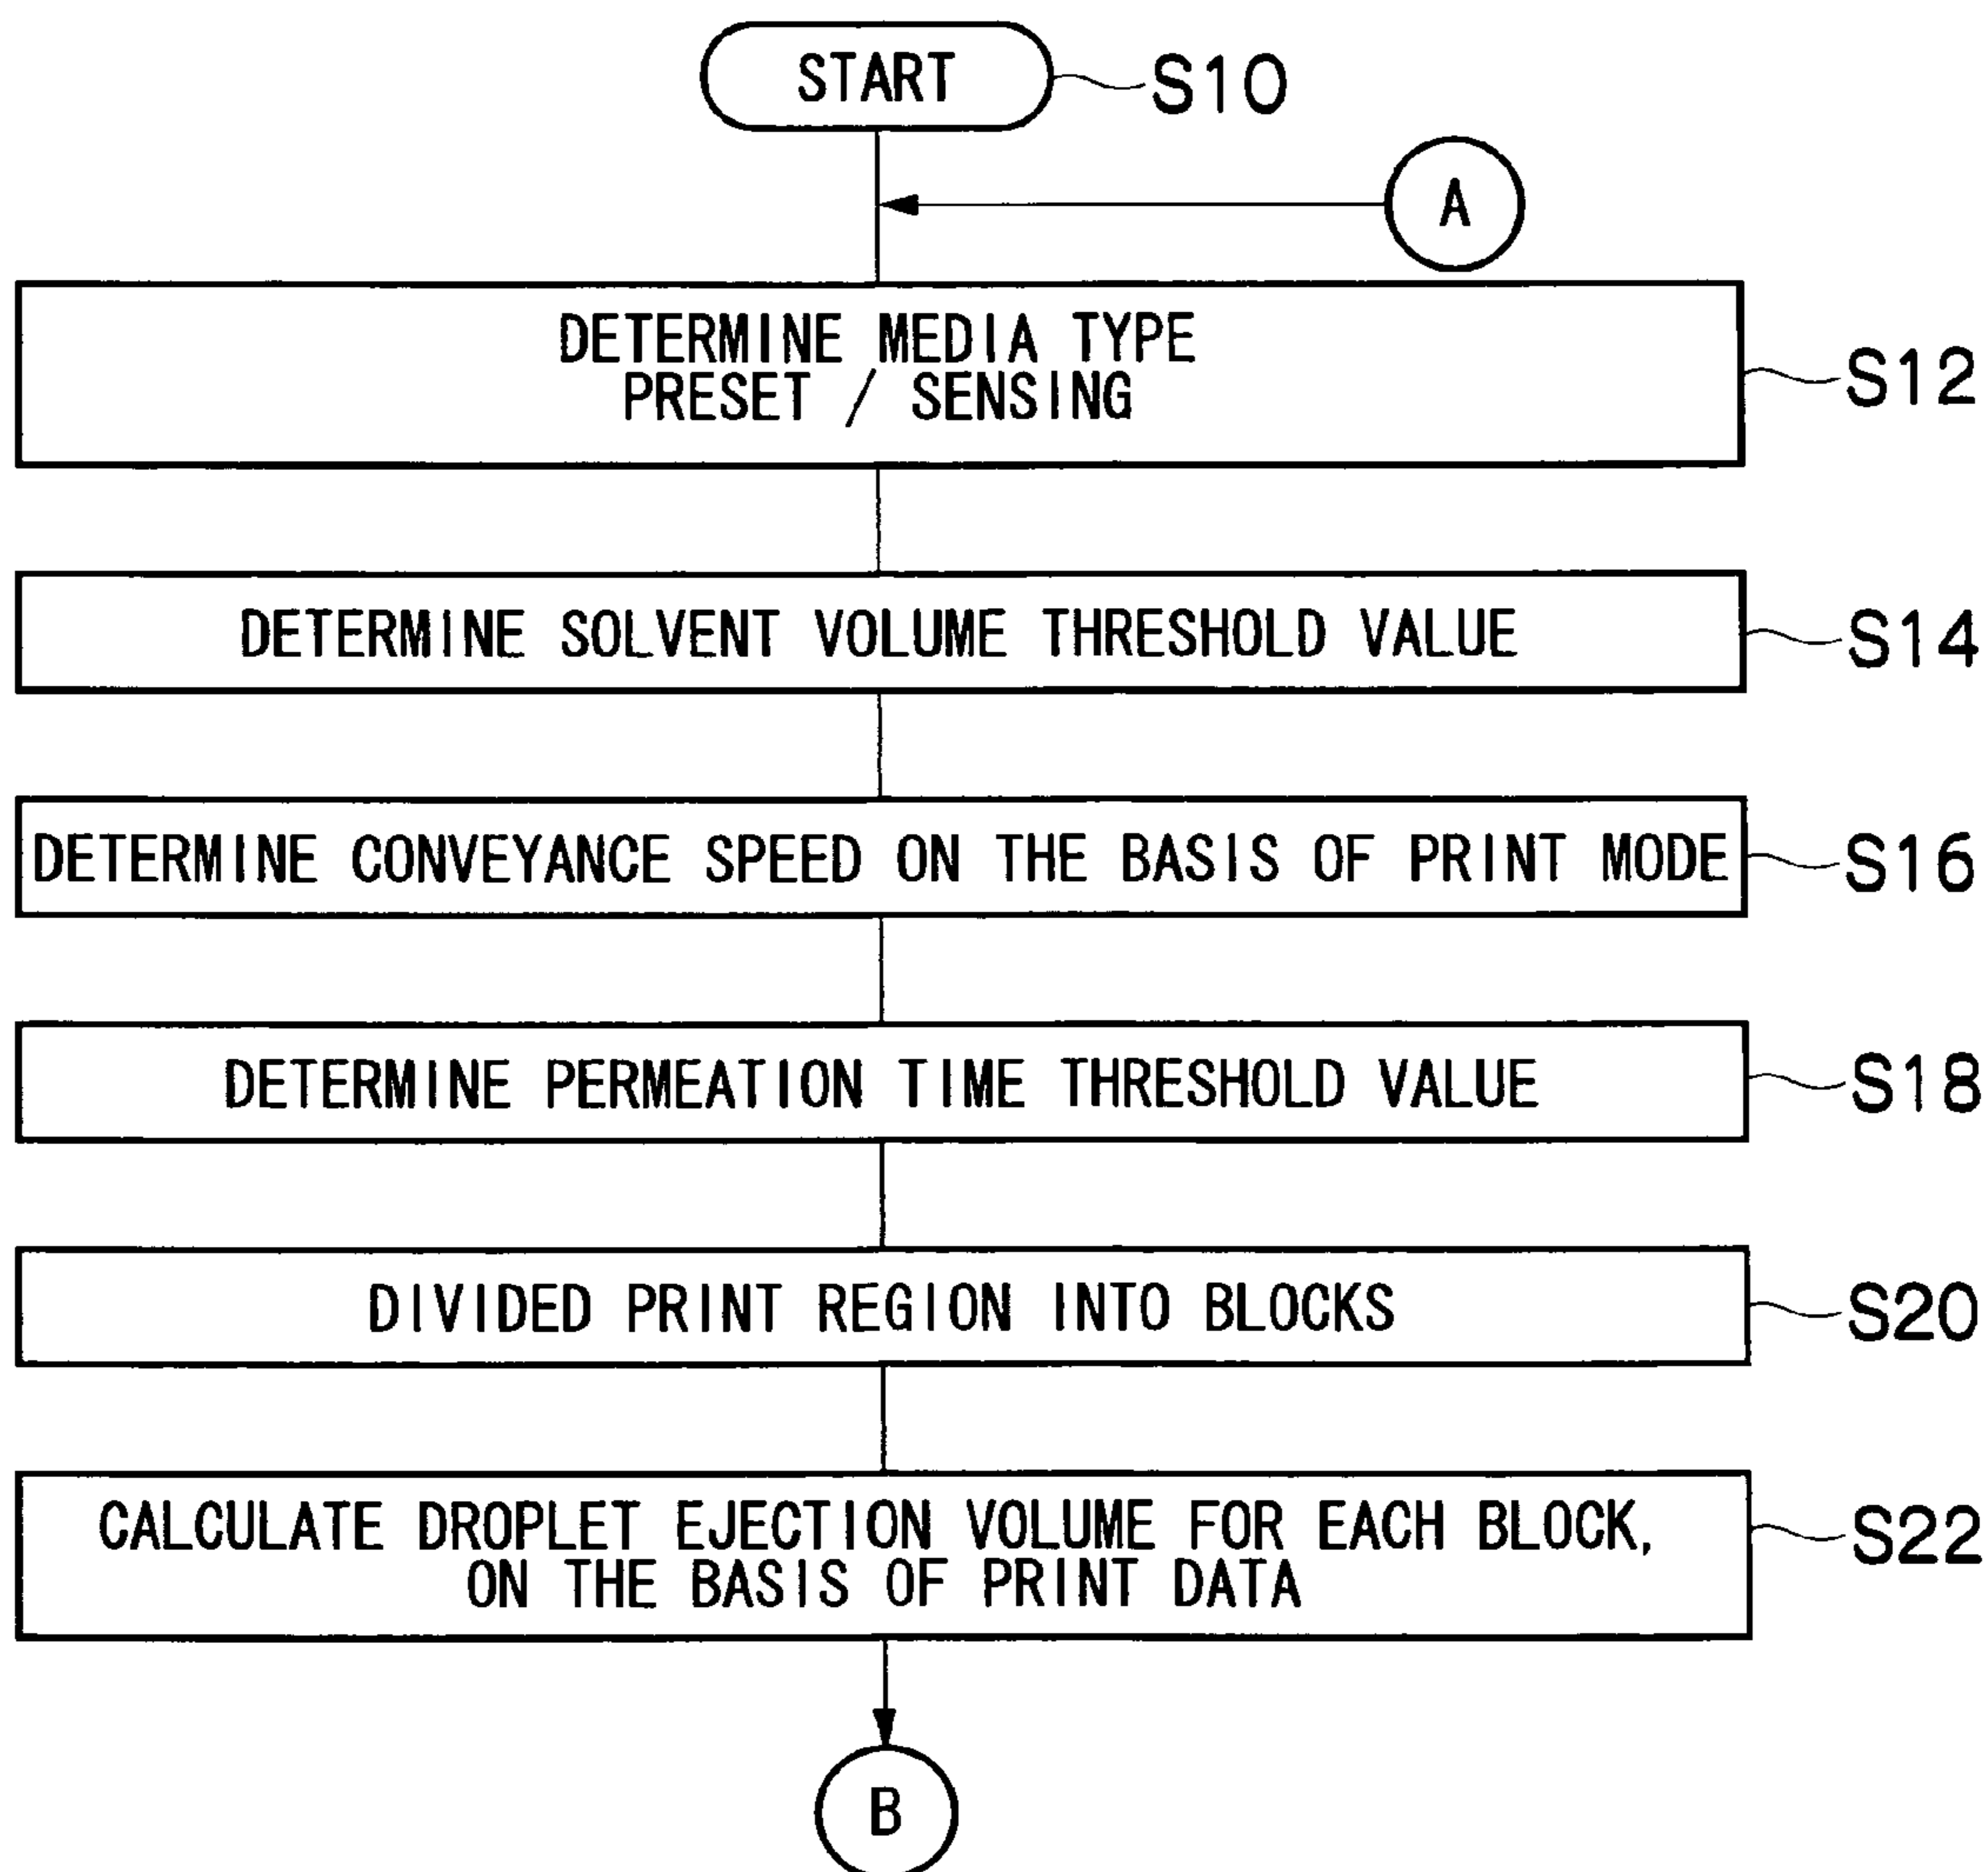 START
S10
A
DETERMINE MEDIA TYPE
PRESET / SENSING
S12
DETERMINE SOLVENT VOLUME THRESHOLD VALUE
S14
DETERMINE CONVEYANCE SPEED ON THE BASIS OF PRINT MODE
S16
DETERMINE PERMEATION TIME THRESHOLD VALUE
S18
DIVIDED PRINT REGION INTO BLOCKS
S20
CALCULATE DROPLET EJECTION VOLUME FOR EACH BLOCK,
ON THE BASIS OF PRINT DATA
S22
B